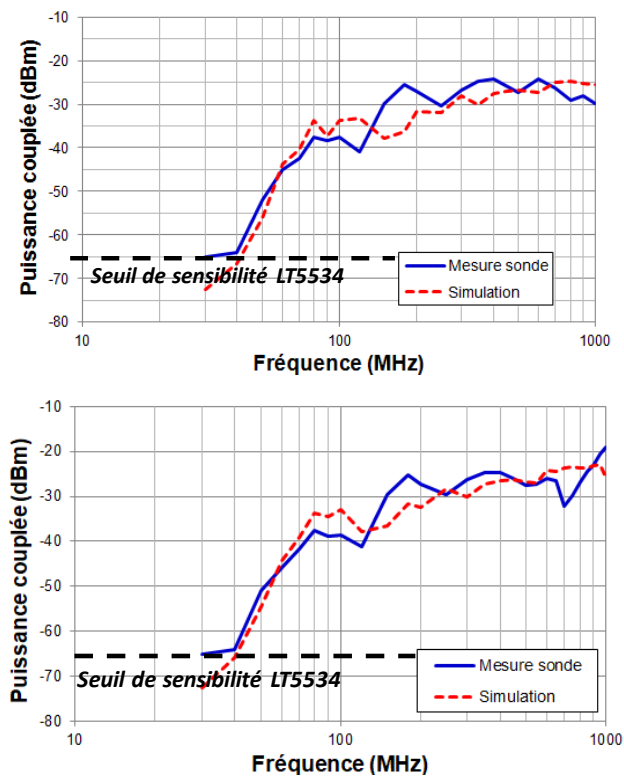 -10
-20
-30
-40
-50
-60
-70
-80
Puissance couplée (dBm)
Seuil de sensibilité LT5534
Mesure sonde
Simulation
10
100
1000
Fréquence (MHz)
-10
-20
-30
-40
-50
-60
-70
-80
Puissance couplée (dBm)
Seuil de sensibilité LT5534
Mesure sonde
Simulation
10
100
1000
Fréquence (MHz)